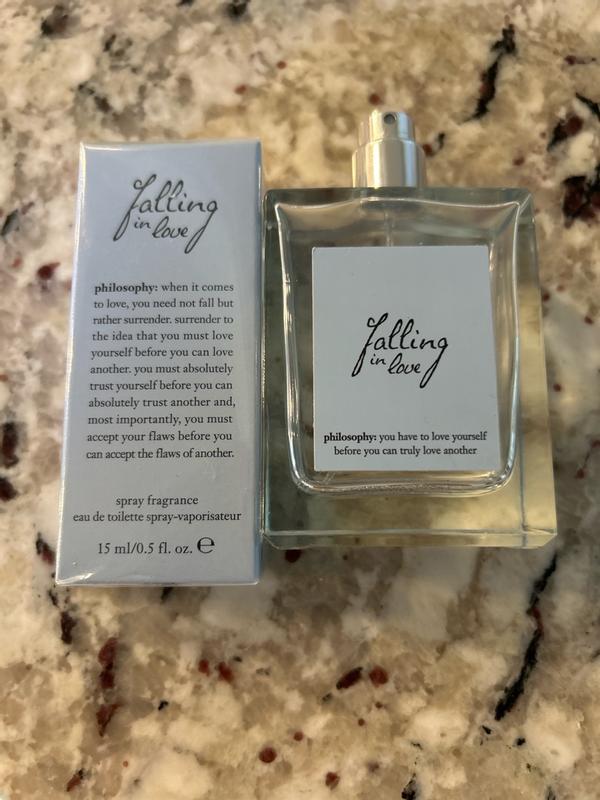 falling
in love
philosophy: when it comes
to love, you need not fall but
rather surrender. surrender to
the idea that you must love
yourself before you can love
another. you must absolutely
trust yourself before you can
absolutely trust another and,
most importantly, you must
accept your flaws before you
can accept the flaws of another.
spray fragrance
eau de toilette spray-vaporisateur
15 ml/0.5 fl. oz. ℮
falling
in love
philosophy: you have to love yourself
before you can truly love another